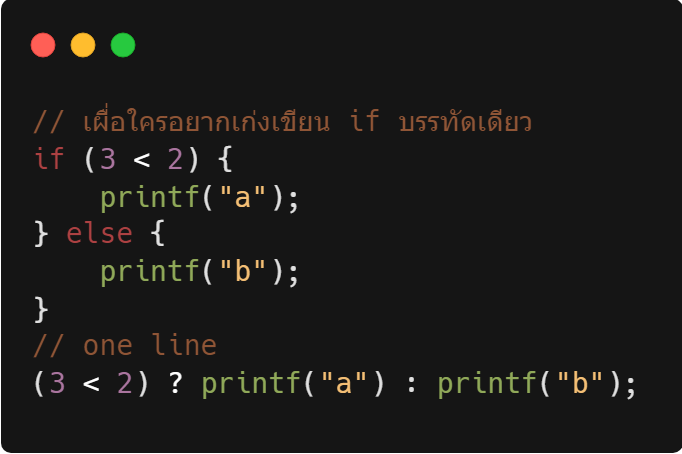 // เผื่อใครอยากเก่งเขียน if บรรทัดเดียว
if (3 < 2) {
    printf("a");
} else {
    printf("b");
}
// one line
(3 < 2) ? printf("a") : printf("b");